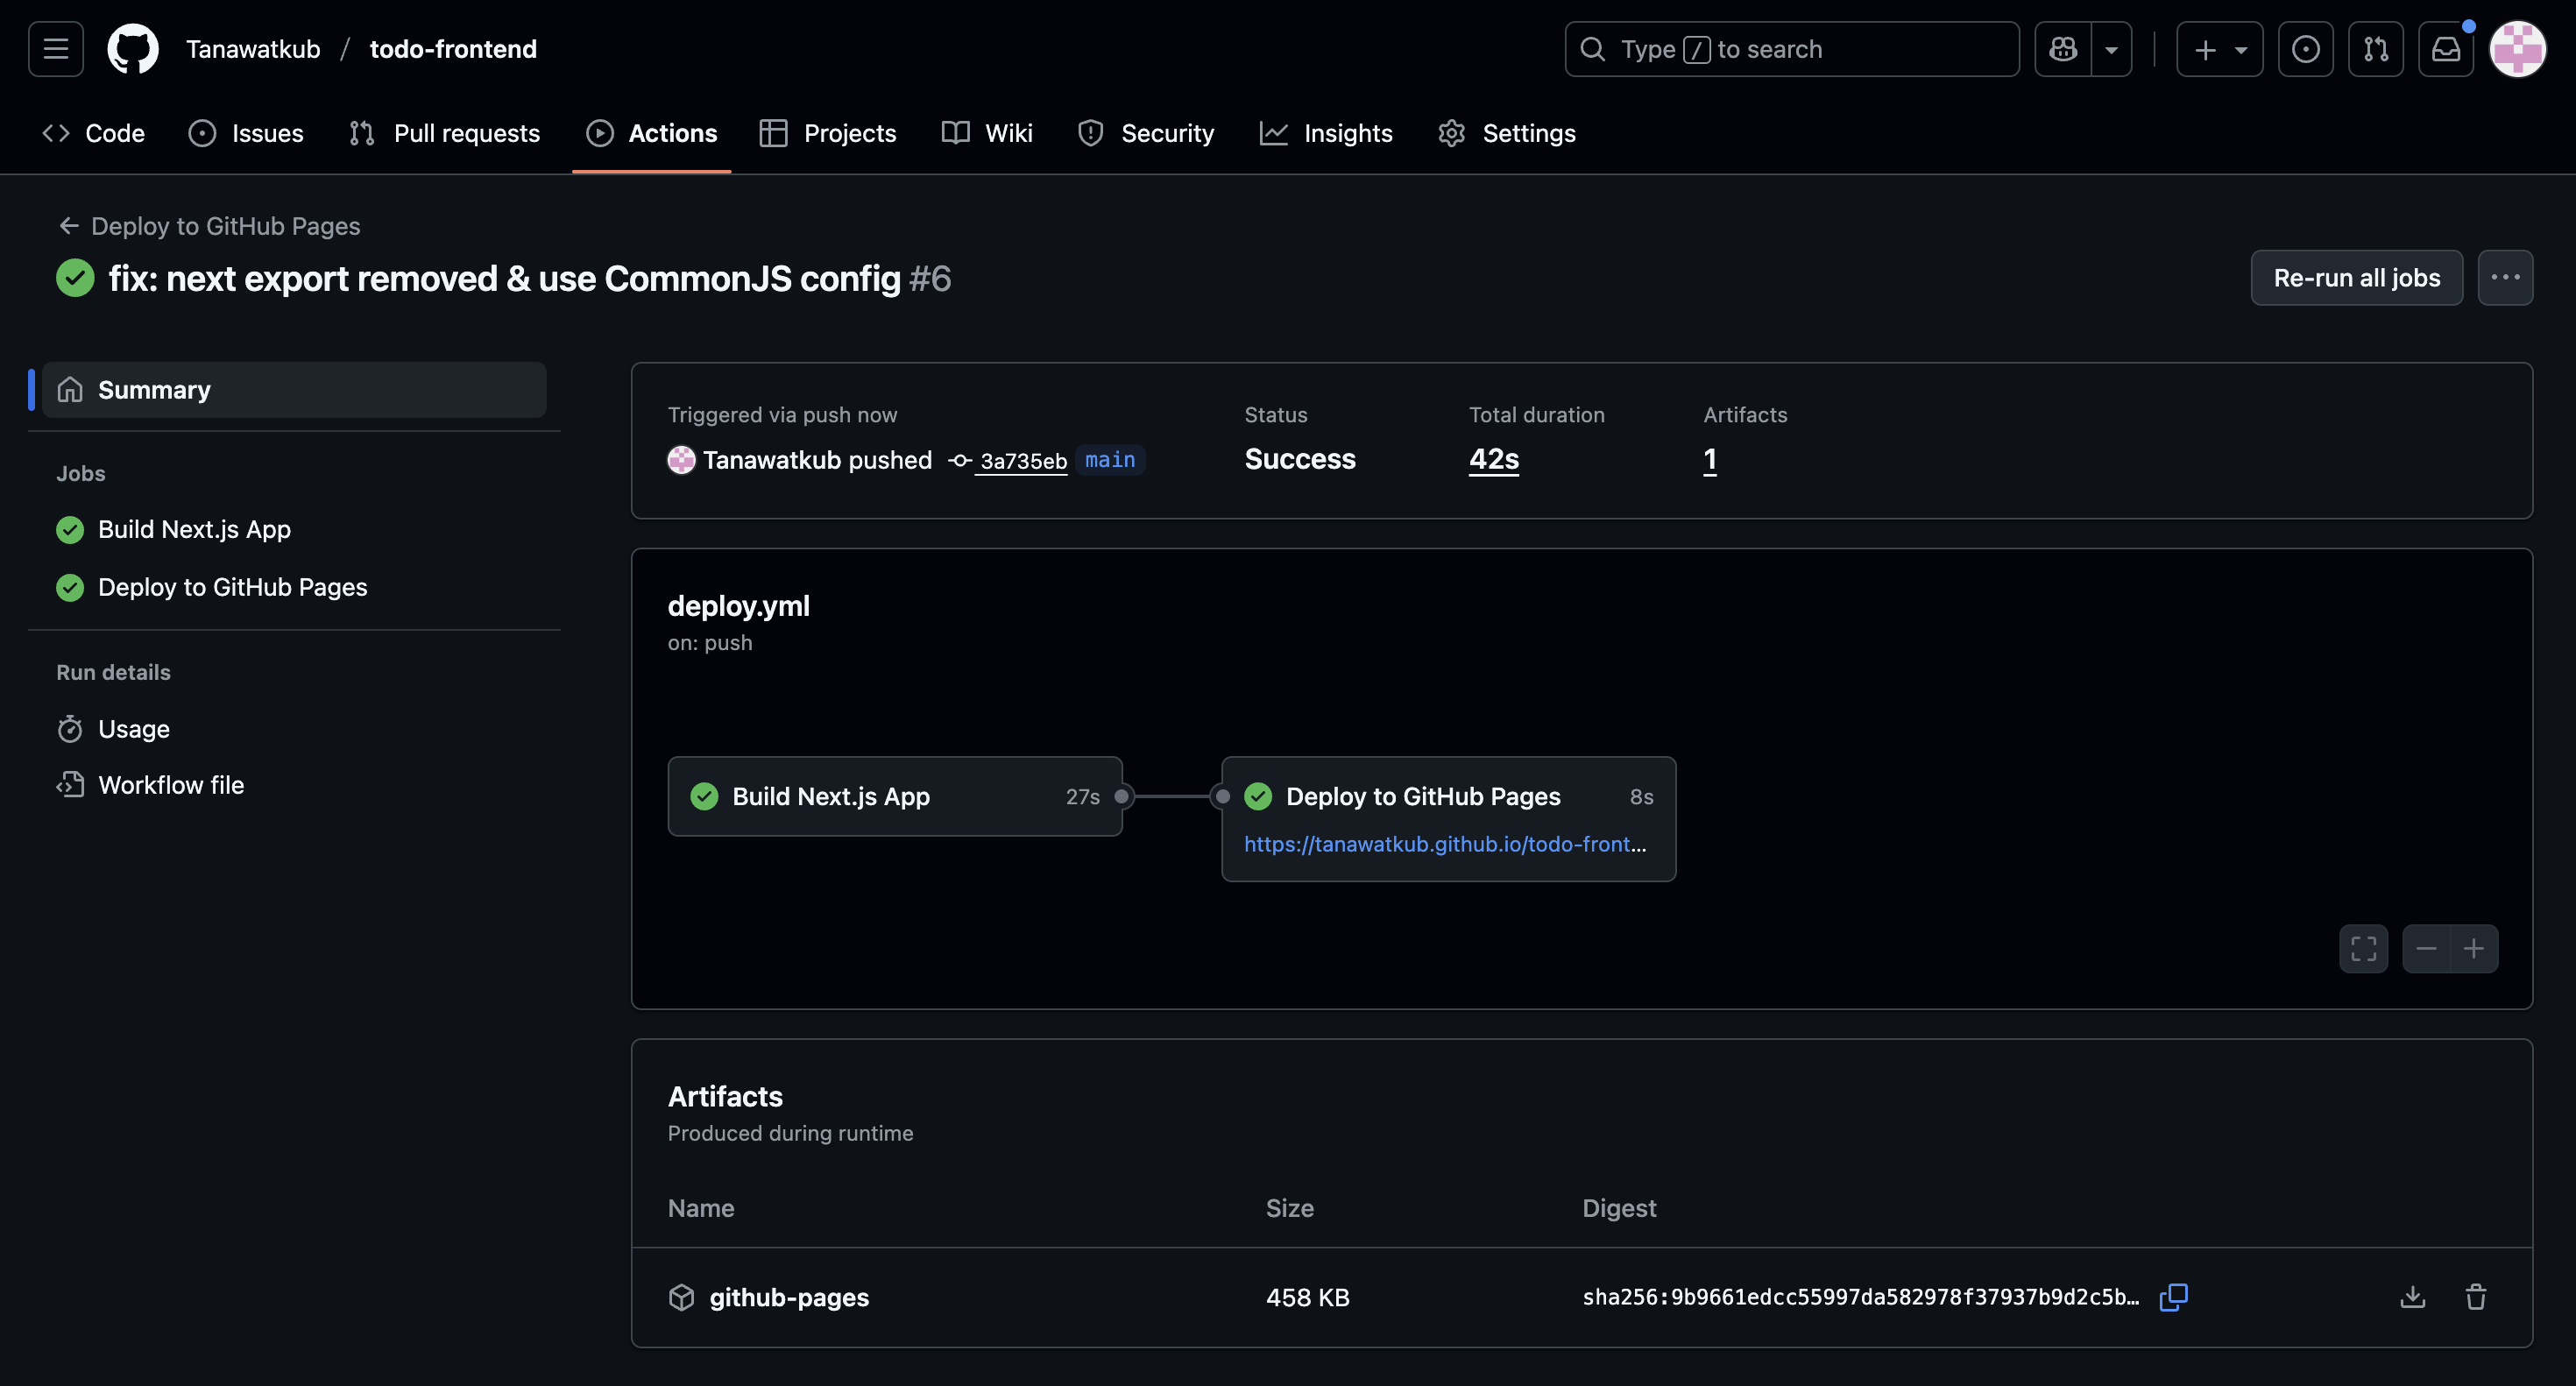 Tanawatkub / todo-frontend
Type / to search
Code Issues Pull requests Actions Projects Wiki Security Insights Settings
Deploy to GitHub Pages
fix: next export removed & use CommonJS config #6
Re-run all jobs
Summary
Jobs
Build Next.js App
Deploy to GitHub Pages
Run details
Usage
Workflow file
Triggered via push now
Tanawatkub pushed 3a735eb main
Status
Success
Total duration
42s
Artifacts
1
deploy.yml
on: push
Build Next.js App 27s
Deploy to GitHub Pages 8s
https://tanawatkub.github.io/todo-front...
Artifacts
Produced during runtime
Name Size Digest
github-pages 458 KB sha256:9b9661edcc55997da582978f37937b9d2c5b…